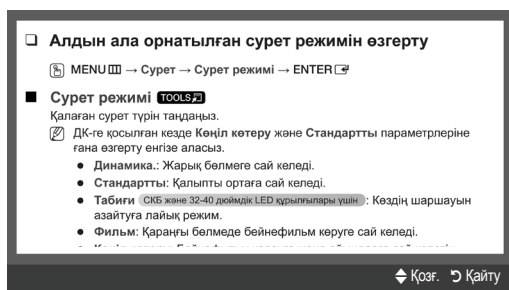 ❑ Алдын ала орнатылған сурет режимін өзгерту
MENU → Сурет → Сурет режимі → ENTER
■ Сурет режимі TOOLS
Қалаған сурет түрін таңдаңыз.
ДК-ге қосылған кезде Көңіл көтеру және Стандартты параметрлеріне
ғана өзгерту енгізе аласыз.
● Динамика.: Жарық бөлмеге сай келеді.
● Стандартты: Қалыпты ортаға сай келеді.
● Табиғи СКБ және 32-40 дюймдік LED құрылғылары үшін : Көздің шаршауын
азайтуға лайық режим.
● Фильм: Қараңғы бөлмеде бейнефильм көруге сай келеді.
Қозғ. Қайту